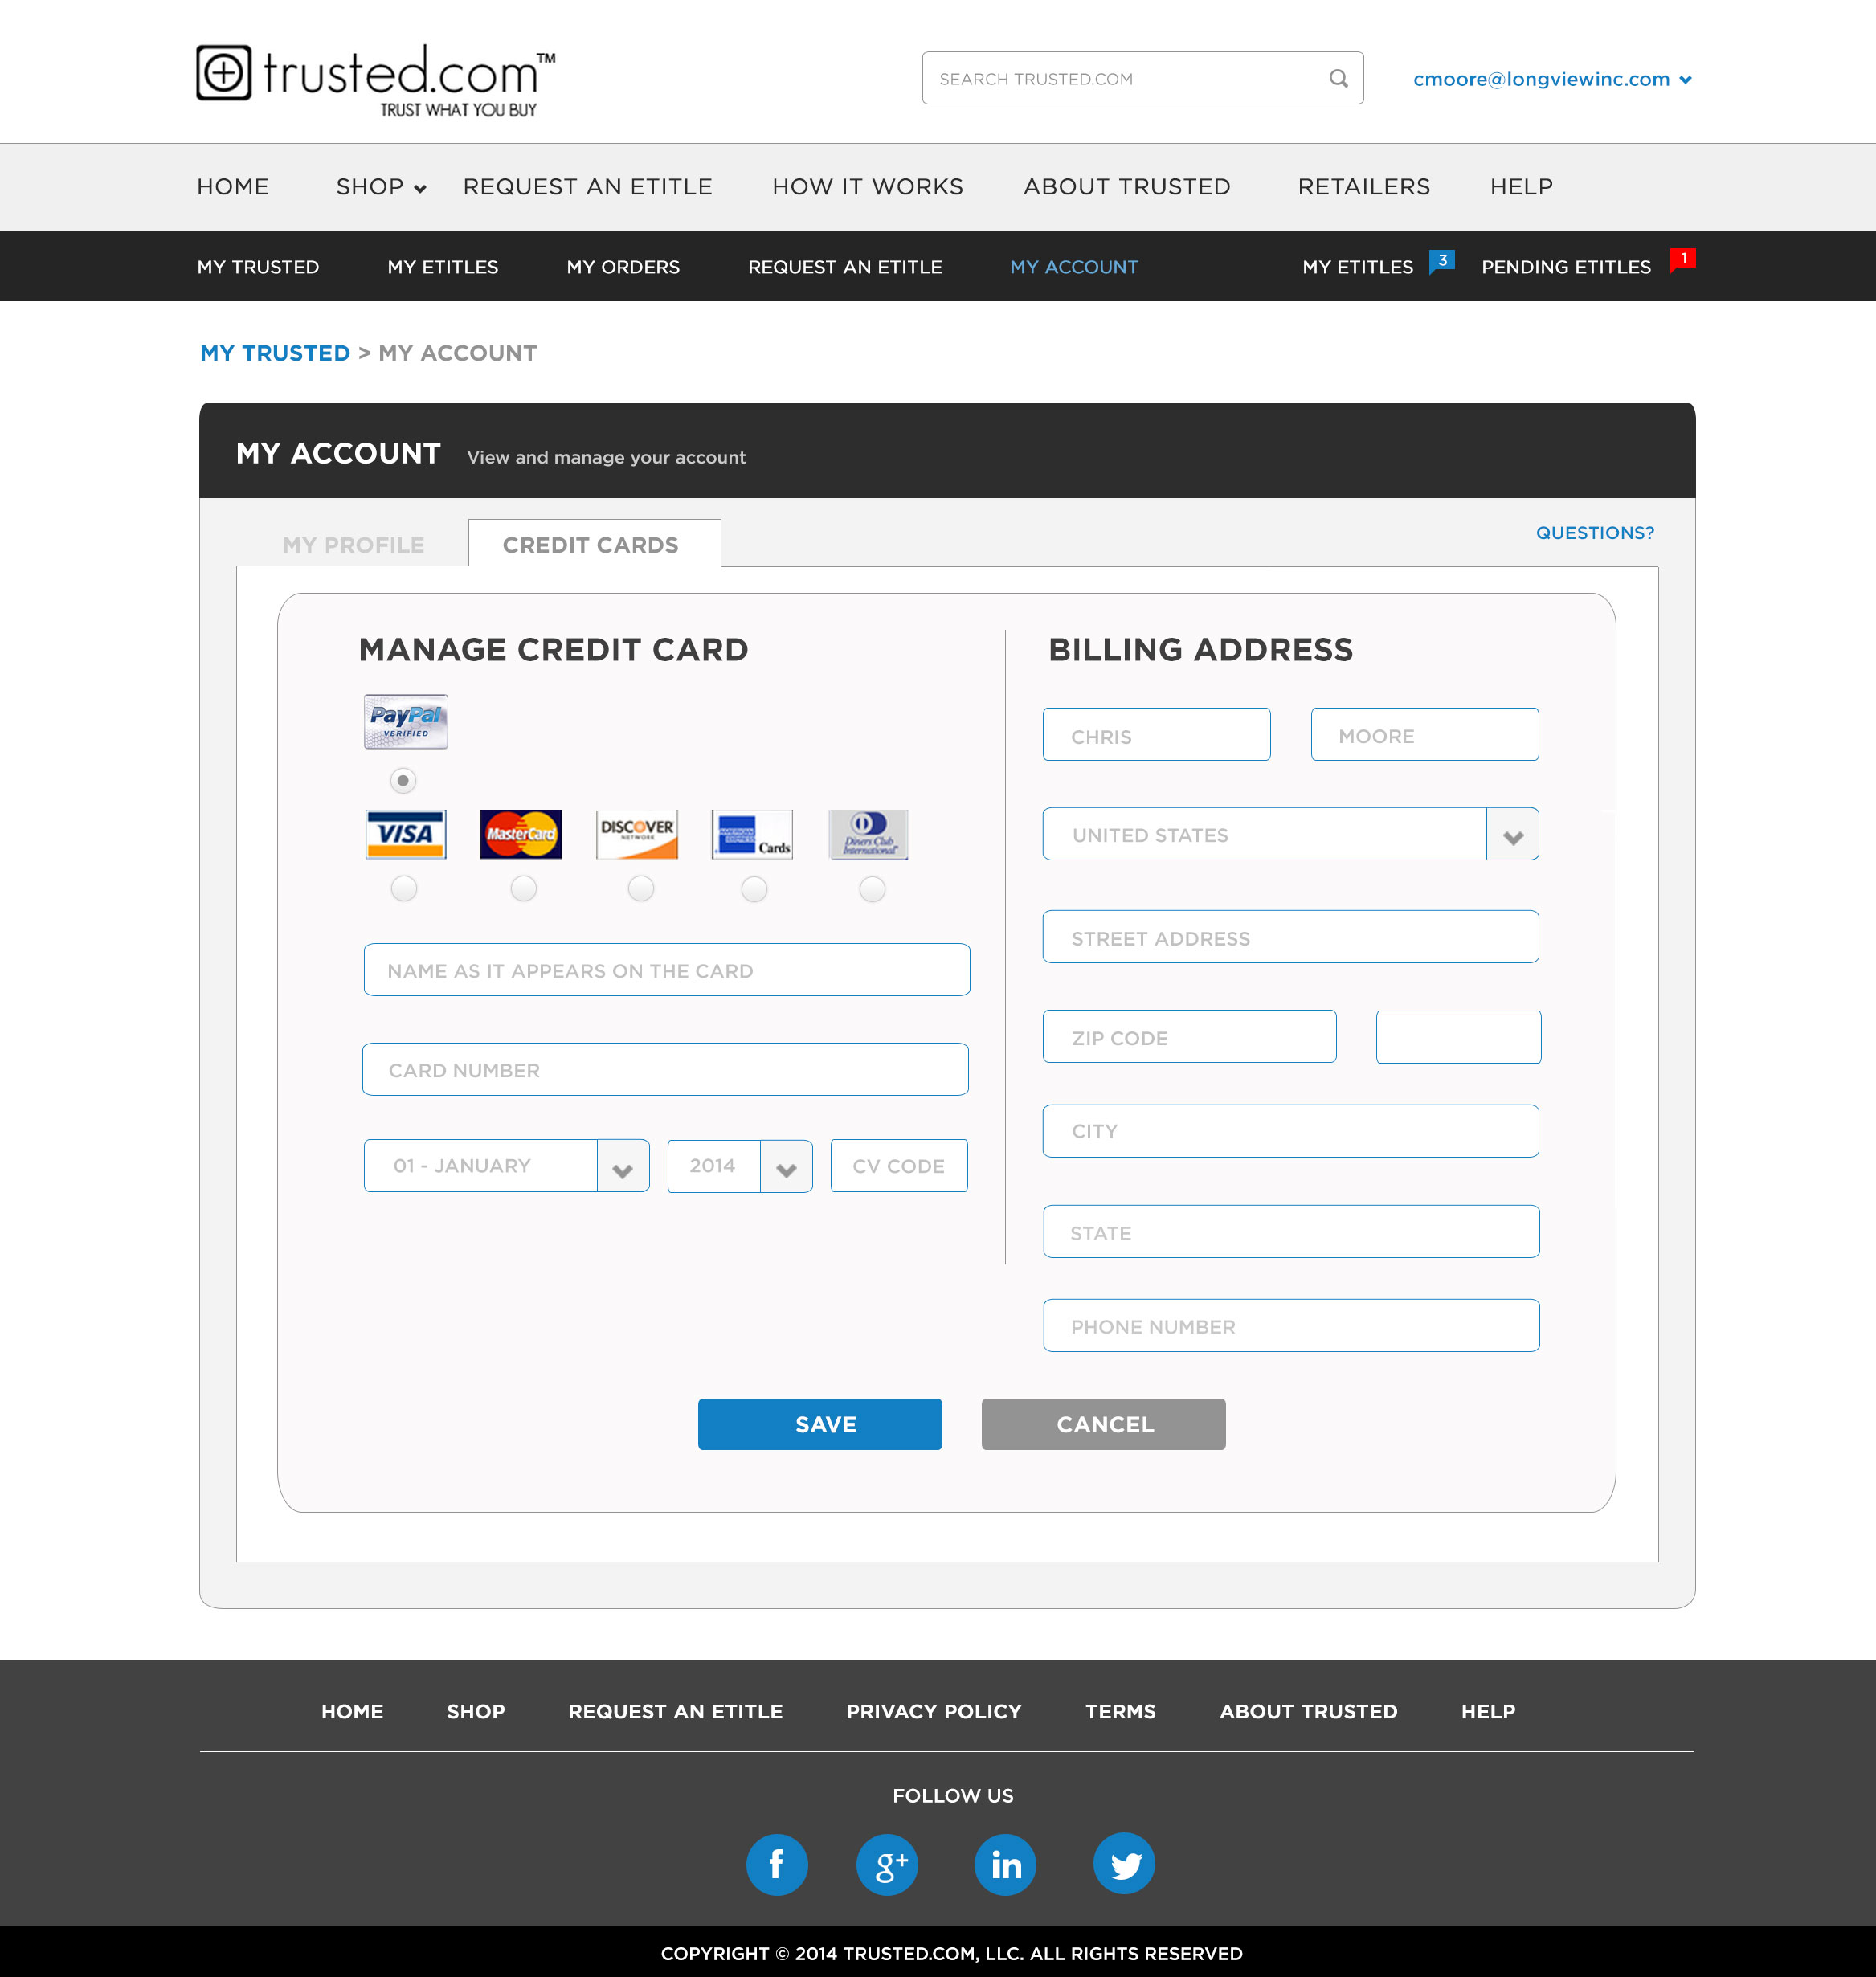 trusted.com™
TRUST WHAT YOU BUY
SEARCH TRUSTED.COM
cmoore@longviewinc.com
HOME SHOP REQUEST AN ETITLE HOW IT WORKS ABOUT TRUSTED RETAILERS HELP
MY TRUSTED MY ETITLES MY ORDERS REQUEST AN ETITLE MY ACCOUNT MY ETITLES 3 PENDING ETITLES 1
MY TRUSTED > MY ACCOUNT
MY ACCOUNT View and manage your account
MY PROFILE CREDIT CARDS QUESTIONS?
MANAGE CREDIT CARD
PayPal
VERIFIED
VISA MasterCard DISCOVER NETWORK AMERICAN EXPRESS Cards Diners Club International
NAME AS IT APPEARS ON THE CARD
CARD NUMBER
01 - JANUARY 2014 CV CODE
BILLING ADDRESS
CHRIS MOORE
UNITED STATES
STREET ADDRESS
ZIP CODE
CITY
STATE
PHONE NUMBER
SAVE CANCEL
HOME SHOP REQUEST AN ETITLE PRIVACY POLICY TERMS ABOUT TRUSTED HELP
FOLLOW US
f g+ in
COPYRIGHT © 2014 TRUSTED.COM, LLC. ALL RIGHTS RESERVED